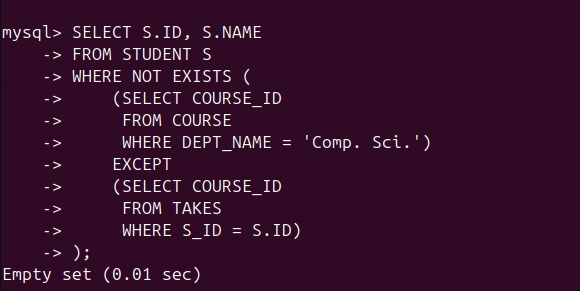 mysql> SELECT S.ID, S.NAME
    -> FROM STUDENT S
    -> WHERE NOT EXISTS (
    ->     (SELECT COURSE_ID
    ->      FROM COURSE
    ->      WHERE DEPT_NAME = 'Comp. Sci.')
    ->     EXCEPT
    ->     (SELECT COURSE_ID
    ->      FROM TAKES
    ->      WHERE S_ID = S.ID)
    -> );
Empty set (0.01 sec)